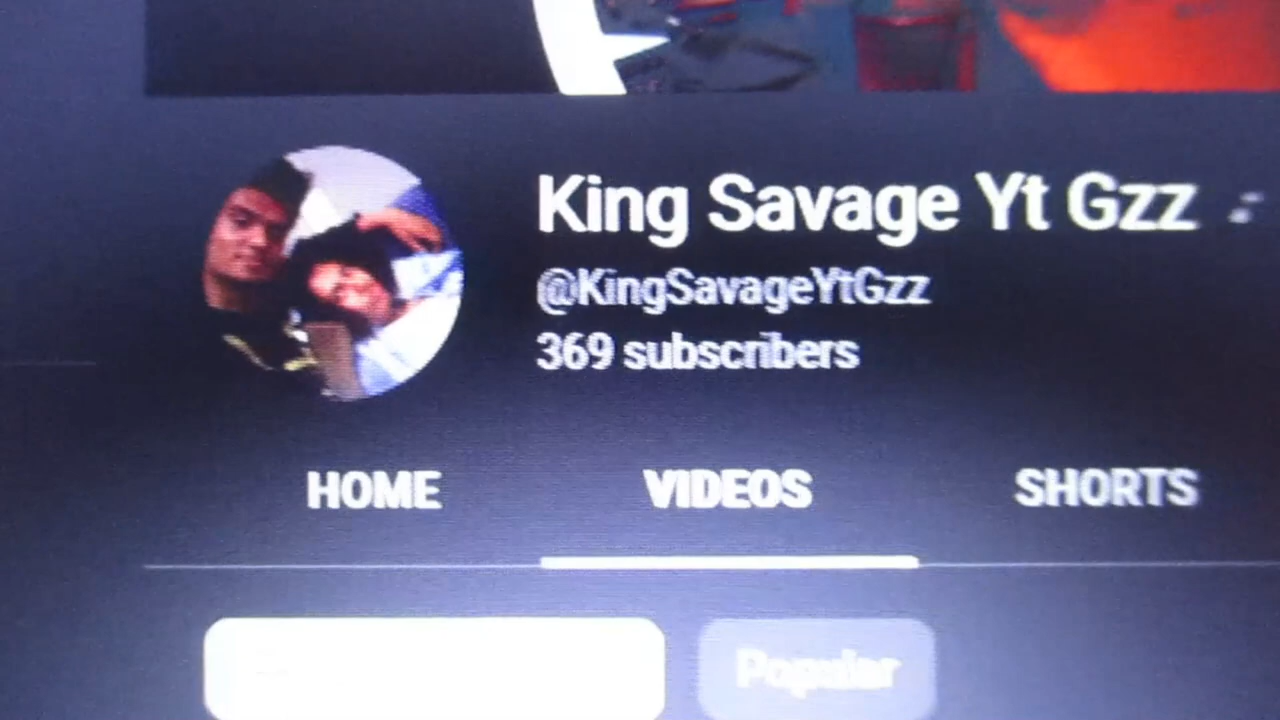 King Savage Yt Gzz
@KingSavageYtGzz
369 subscribers
HOME
VIDEOS
SHORTS
Popular